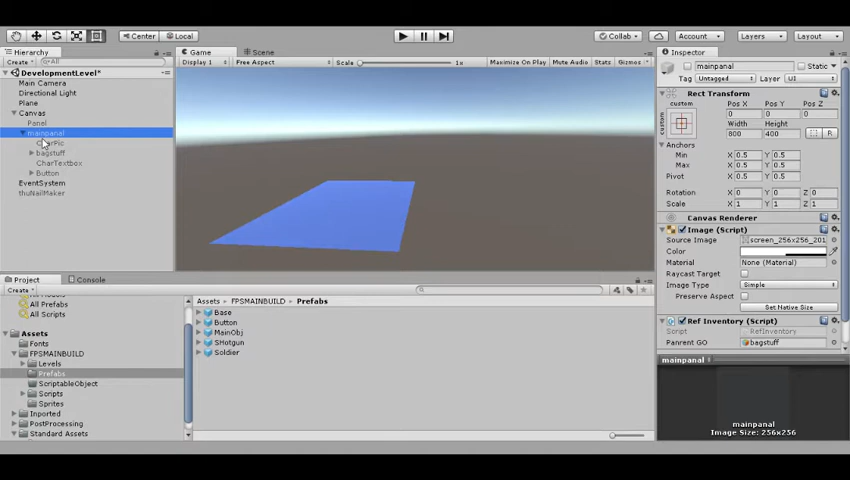 Center Local Collab Account Layers Layout
Hierarchy
Create All
DevelopmentLevel*
Main Camera
Directional Light
Plane
Canvas
Panel
mainpanal
CharPic
bagstuff
CharTextbox
Button
EventSystem
thuNailMaker
Game Scene
Display 1 Free Aspect Scale 1x Maximize On Play Mute Audio Stats Gizmos
Inspector
mainpanal Static
Tag Untagged Layer UI
Rect Transform
custom Pos X Pos Y Pos Z
custom 0 0 0
Width Height
800 400 R
Anchors
Min X 0.5 Y 0.5
Max X 0.5 Y 0.5
Pivot X 0.5 Y 0.5
Rotation X 0 Y 0 Z 0
Scale X 1 Y 1 Z 1
Canvas Renderer
Image (Script)
Source Image screen_256x256_201
Color
Material None (Material)
Raycast Target
Image Type Simple
Preserve Aspect
Set Native Size
Ref Inventory (Script)
Script RefInventory
Panrent GO bagstuff
mainpanal
mainpanal
Image Size: 256x256
Project Console
Create
All Models
All Prefabs
All Scripts
Assets
Fonts
FPSMAINBUILD
Levels
Prefabs
ScriptableObject
Scripts
Sprites
Imported
PostProcessing
Standard Assets
Assets FPSMAINBUILD Prefabs
Base
Button
MainObj
SHotgun
Soldier